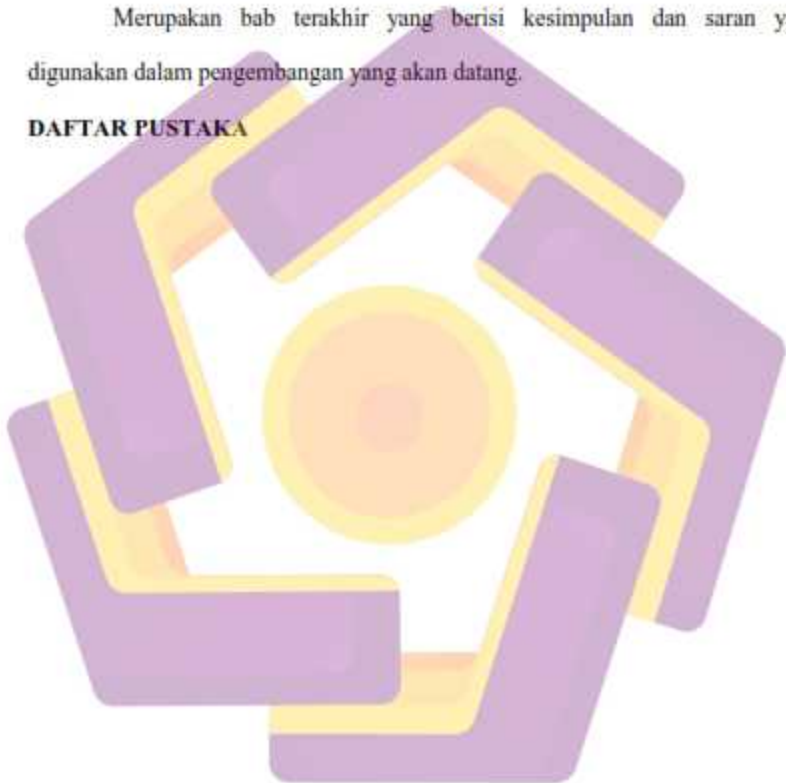 Merupakan bab terakhir yang berisi kesimpulan dan saran y
digunakan dalam pengembangan yang akan datang.
DAFTAR PUSTAKA